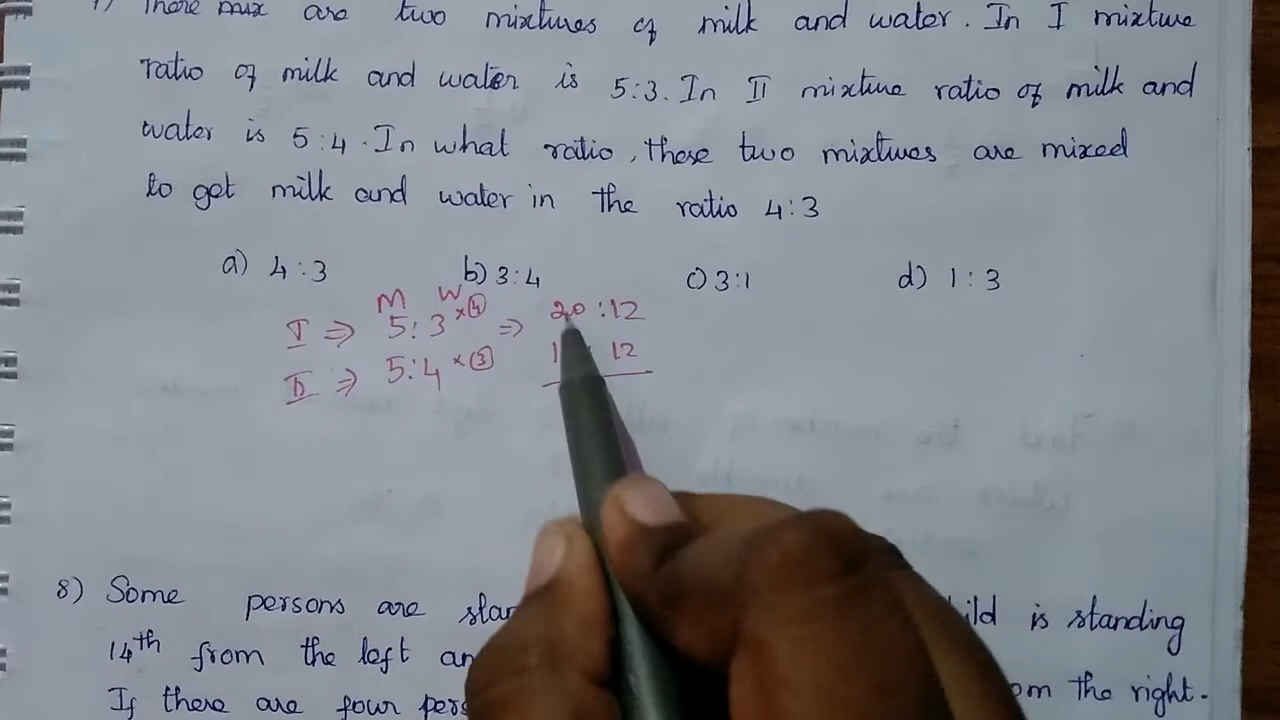 There mix are two mixtures of milk and water. In I mixture
ratio of milk and water is 5:3. In II mixture ratio of milk and
water is 5:4. In what ratio, these two mixtures are mixed
to get milk and water in the ratio 4:3
a) 4:3 b) 3:4 c) 3:1 d) 1:3
M W
I ⇒ 5:3 ×④ ⇒ 20:12
II ⇒ 5:4 ×③ 12
8) Some persons are is standing
14th from the left
If there are four the right.